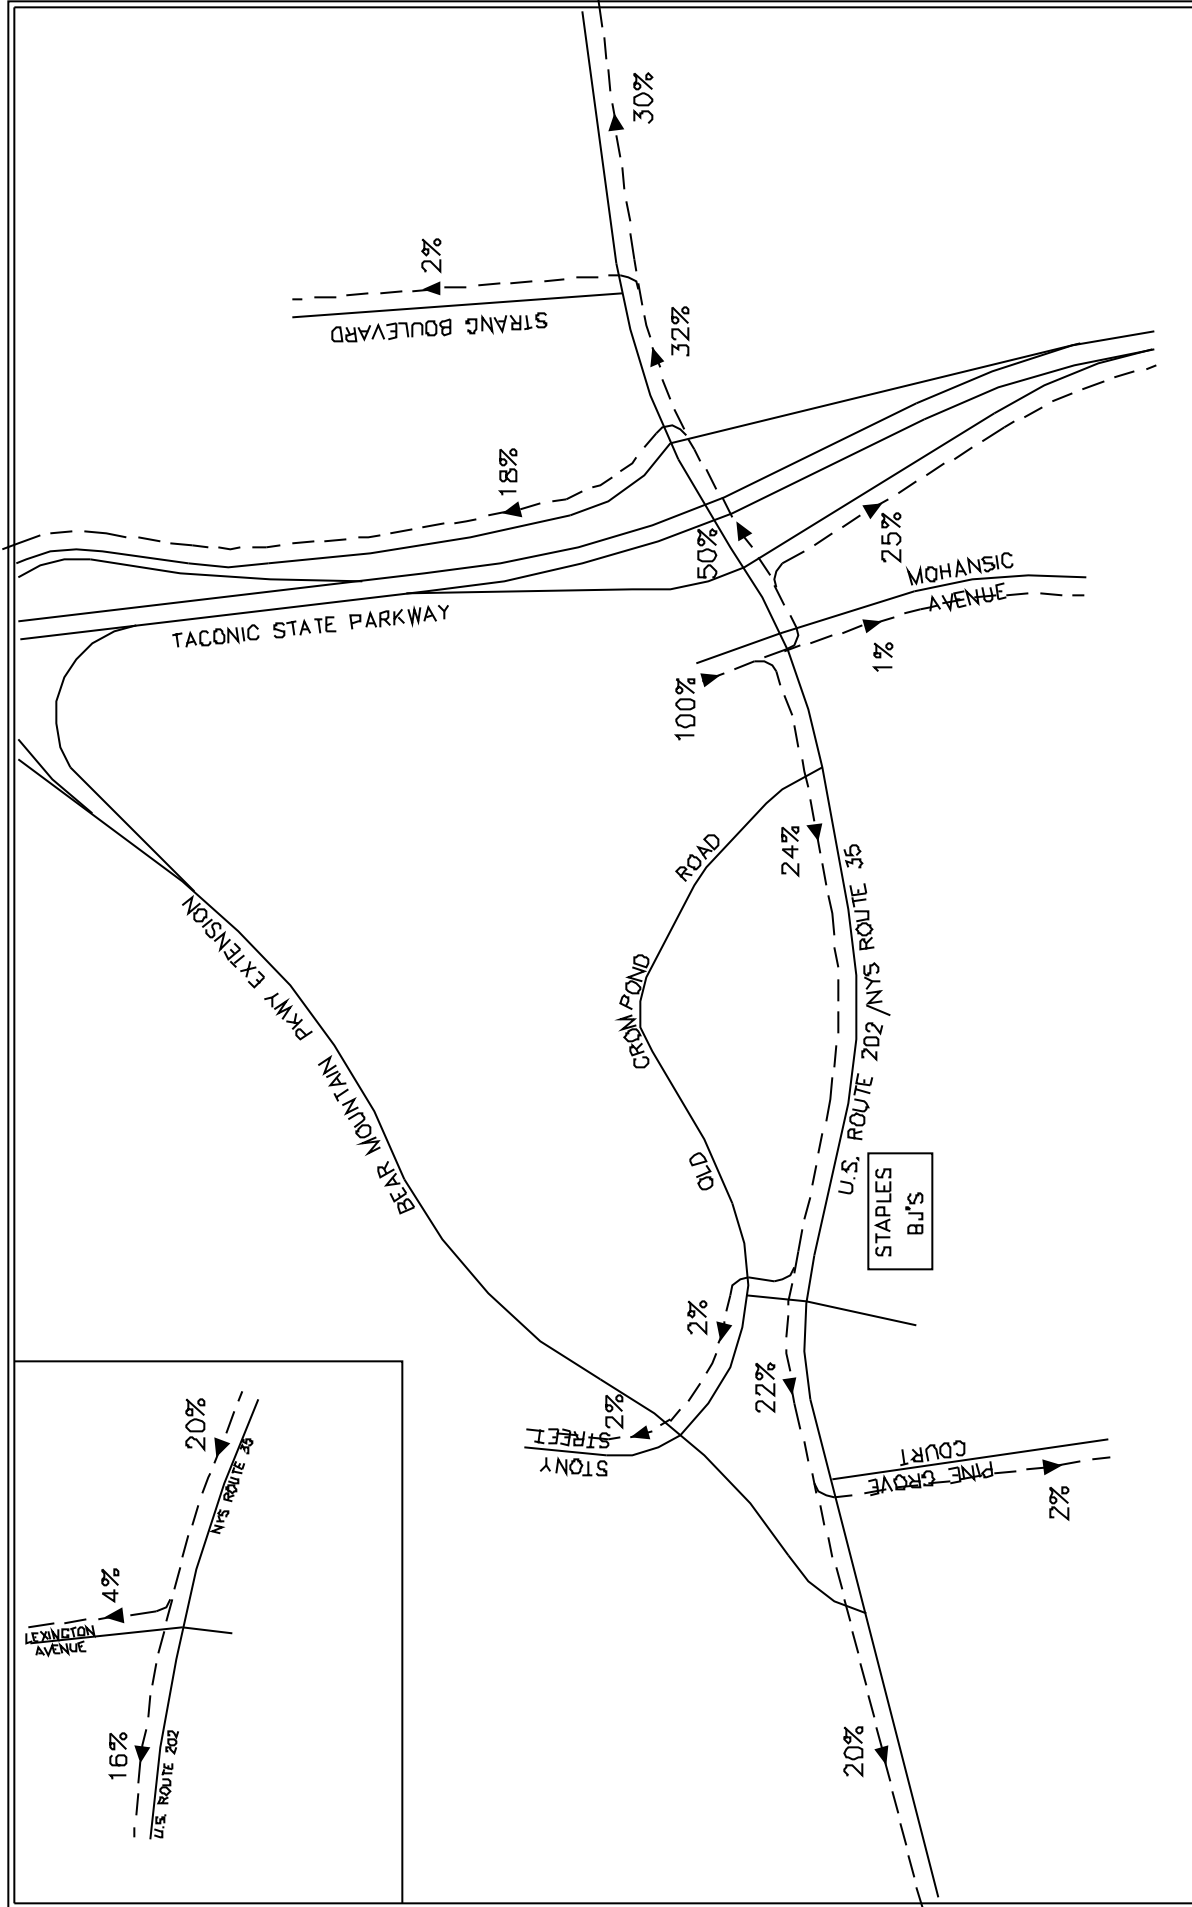 30%
2%
STRANG BOULEVARD
32%
18%
50%
25%
MOHANSIC
AVENUE
TACONIC STATE PARKWAY
1%
100%
24%
ROAD
U.S. ROUTE 202 /NYS ROUTE 35
CROMPOND
OLD
BEAR MOUNTAIN PKWY EXTENSION
STAPLES
BJ'S
2%
22%
2%
STONY
STREET
PINE GROVE
COURT
2%
20%
20%
NYS ROUTE 35
4%
LEXINGTON
AVENUE
16%
U.S. ROUTE 202